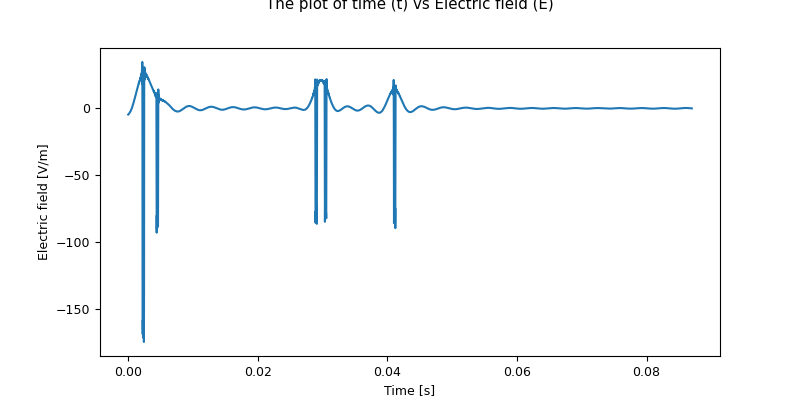 The plot of time (t) vs Electric field (E)
0
−50
−100
−150
Electric field [V/m]
0.00 0.02 0.04 0.06 0.08
Time [s]